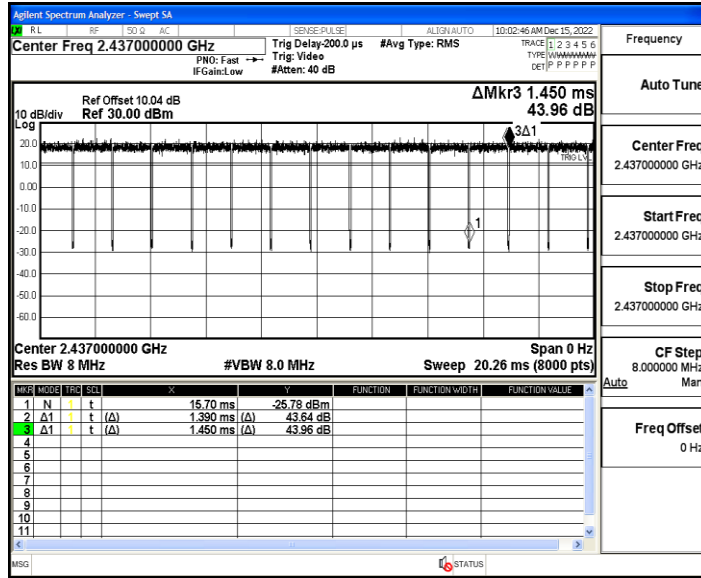 Agilent Spectrum Analyzer - Swept SA
RL RF 50 Ω AC SENSE:PULSE ALIGN AUTO 10:02:46 AM Dec 15, 2022
Center Freq 2.437000000 GHz
PNO: Fast
IFGain:Low
Trig Delay-200.0 µs
Trig: Video
#Atten: 40 dB
#Avg Type: RMS
TRACE 1 2 3 4 5 6
TYPE
DET P P P P P P
Frequency
Auto Tune
ΔMkr3 1.450 ms
43.96 dB
Ref Offset 10.04 dB
10 dB/div Ref 30.00 dBm
Log
20.0
10.0
0.00
-10.0
-20.0
-30.0
-40.0
-50.0
-60.0
3Δ1
TRIG LVL
1
Center Freq
2.437000000 GHz
Start Freq
2.437000000 GHz
Stop Freq
2.437000000 GHz
CF Step
8.000000 MHz
Auto Man
Freq Offset
0 Hz
Center 2.437000000 GHz Span 0 Hz
Res BW 8 MHz #VBW 8.0 MHz Sweep 20.26 ms (8000 pts)
MKR MODE TRC SCL X Y FUNCTION FUNCTION WIDTH FUNCTION VALUE
1 N 1 t 15.70 ms -25.78 dBm
2 Δ1 1 t (Δ) 1.390 ms (Δ) 43.64 dB
3 Δ1 1 t (Δ) 1.450 ms (Δ) 43.96 dB
4
5
6
7
8
9
10
11
MSG STATUS